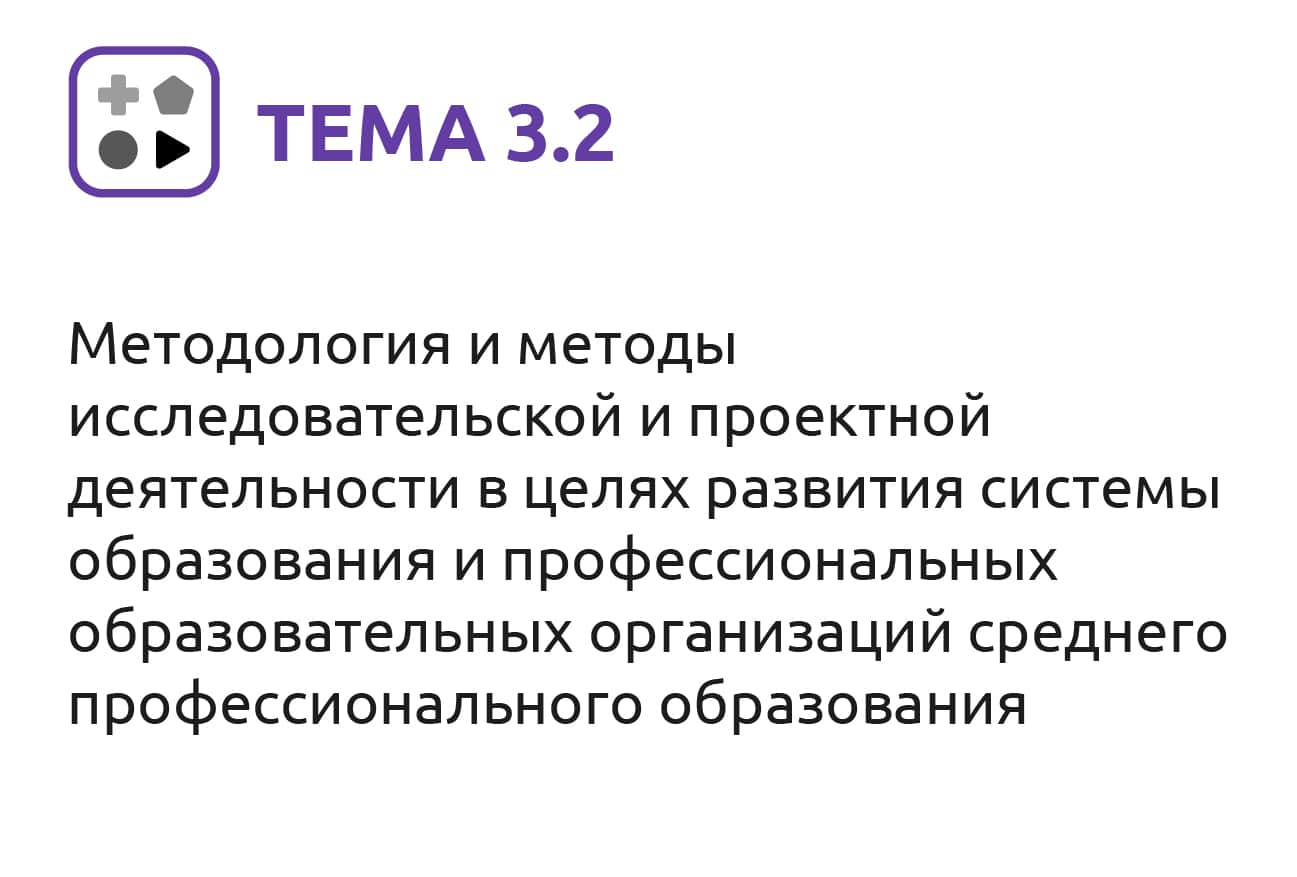 ТЕМА 3.2
Методология и методы
исследовательской и проектной
деятельности в целях развития системы
образования и профессиональных
образовательных организаций среднего
профессионального образования